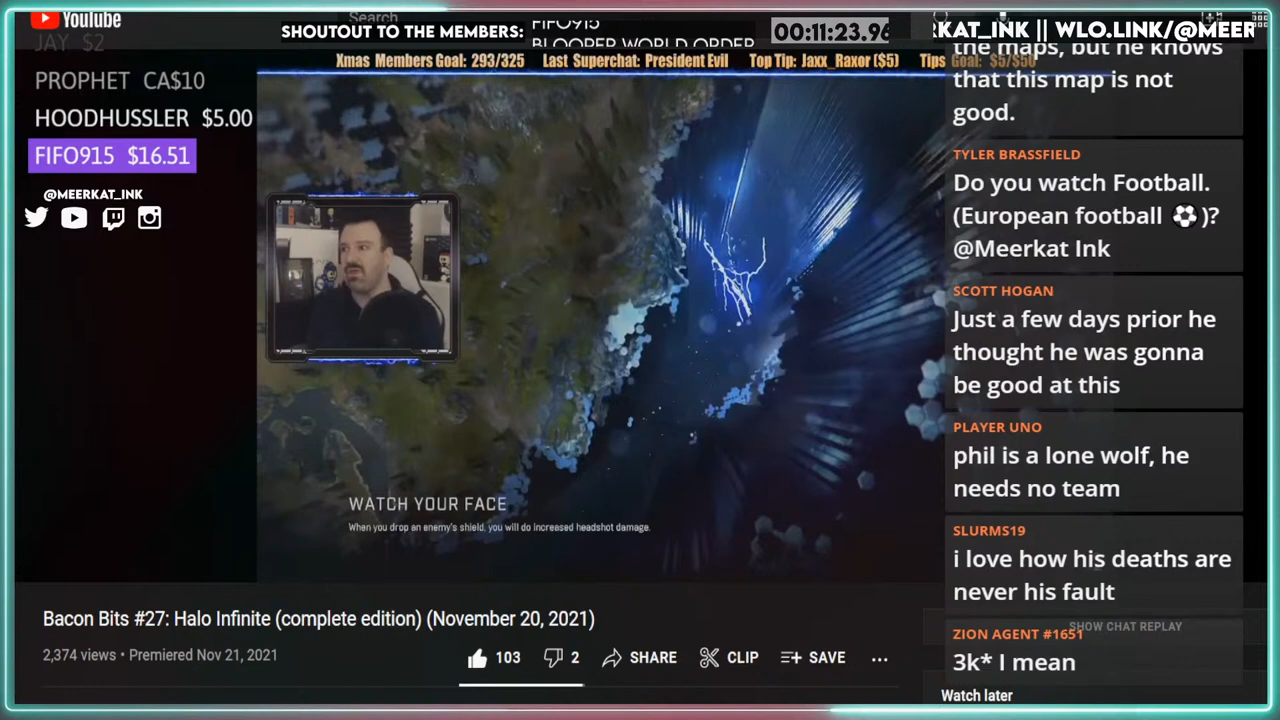 YouTube
Search
SHOUTOUT TO THE MEMBERS:
FIFO915
BLOOPER WORLD ORDER
00:11:23.96
KAT_INK || WLO.LINK/@MEER
JAY $2
Xmas Members Goal: 293/325 Last Superchat: President Evil Top Tip: Jaxx_Raxor ($5) Tips Goal: $5/$50
PROPHET CA$10
HOODHUSSLER $5.00
FIFO915 $16.51
@MEERKAT_INK
the maps, but he knows
that this map is not
good.
TYLER BRASSFIELD
Do you watch Football.
(European football ⚽)?
@Meerkat Ink
SCOTT HOGAN
Just a few days prior he
thought he was gonna
be good at this
PLAYER UNO
phil is a lone wolf, he
needs no team
SLURMS19
i love how his deaths are
never his fault
ZION AGENT #1651
3k* I mean
SHOW CHAT REPLAY
Watch later
WATCH YOUR FACE
When you drop an enemy's shield, you will do increased headshot damage.
Bacon Bits #27: Halo Infinite (complete edition) (November 20, 2021)
2,374 views • Premiered Nov 21, 2021
103 2 SHARE CLIP SAVE ...